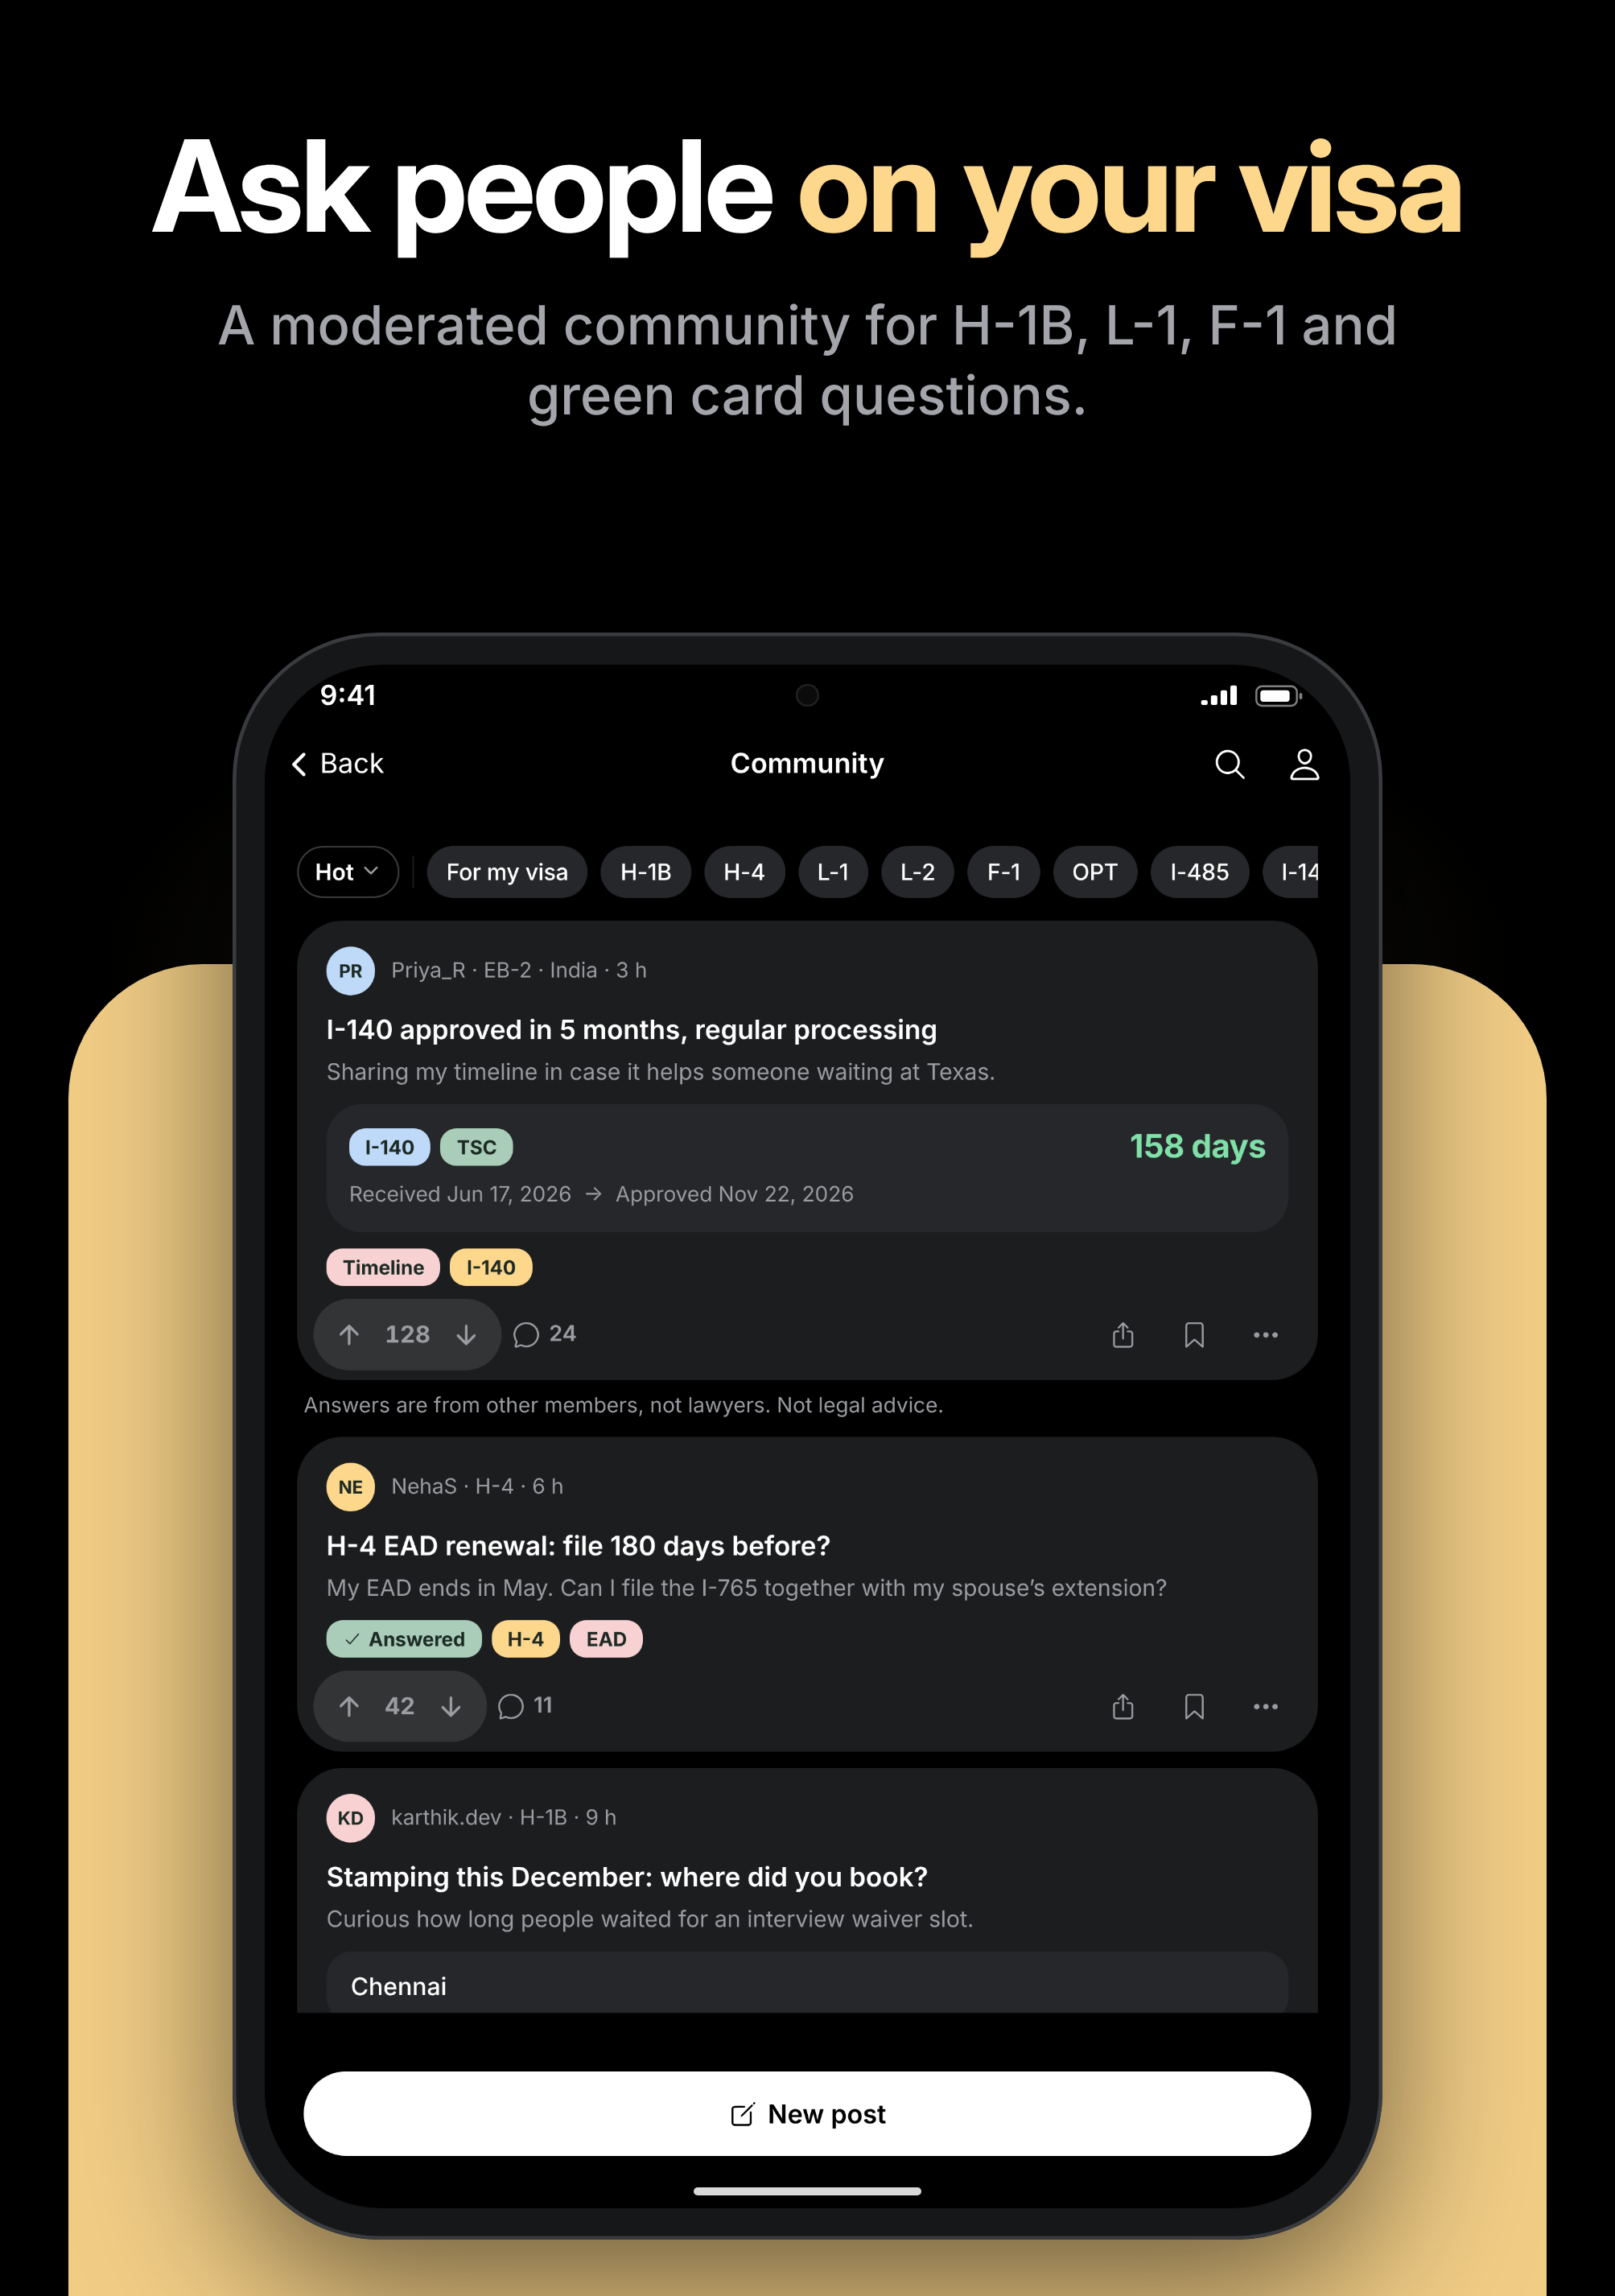 Ask people on your visa
A moderated community for H-1B, L-1, F-1 and
green card questions.
9:41
Back
Community
Hot
For my visa
H-1B
H-4
L-1
L-2
F-1
OPT
I-485
I-14
PR
Priya_R · EB-2 · India · 3 h
I-140 approved in 5 months, regular processing
Sharing my timeline in case it helps someone waiting at Texas.
I-140
TSC
158 days
Received Jun 17, 2026 → Approved Nov 22, 2026
Timeline
I-140
128
24
Answers are from other members, not lawyers. Not legal advice.
NE
NehaS · H-4 · 6 h
H-4 EAD renewal: file 180 days before?
My EAD ends in May. Can I file the I-765 together with my spouse’s extension?
Answered
H-4
EAD
42
11
KD
karthik.dev · H-1B · 9 h
Stamping this December: where did you book?
Curious how long people waited for an interview waiver slot.
Chennai
New post